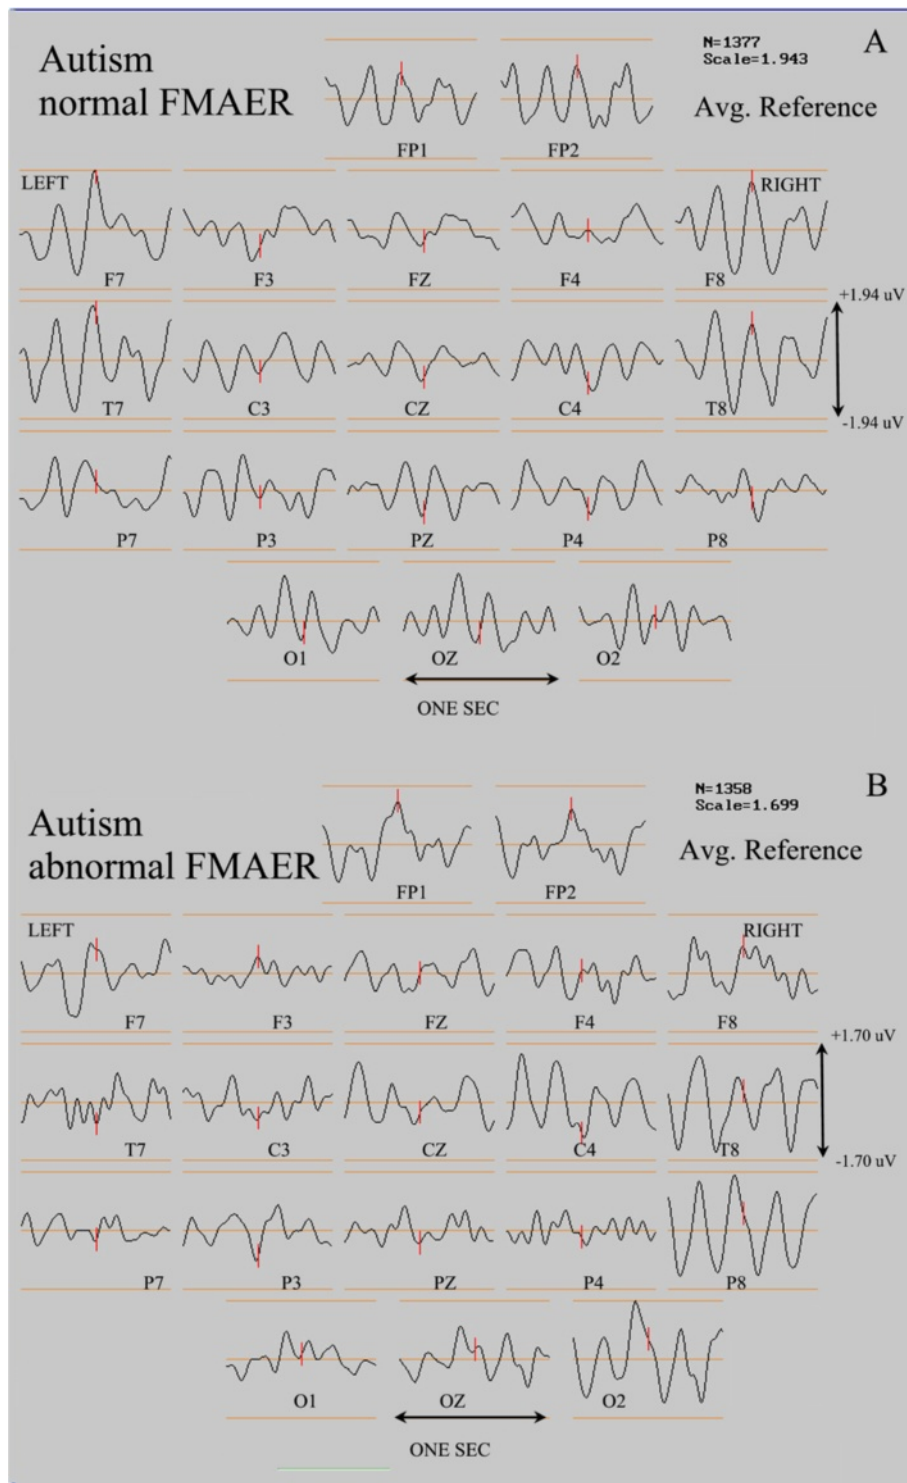 Autism
normal FMAER
N=1377
Scale=1.943
A
Avg. Reference
FP1 FP2
LEFT RIGHT
F7 F3 FZ F4 F8
+1.94 uV
T7 C3 CZ C4 T8
-1.94 uV
P7 P3 PZ P4 P8
O1 OZ O2
ONE SEC
Autism
abnormal FMAER
N=1358
Scale=1.699
B
Avg. Reference
FP1 FP2
LEFT RIGHT
F7 F3 FZ F4 F8
+1.70 uV
T7 C3 CZ C4 T8
-1.70 uV
P7 P3 PZ P4 P8
O1 OZ O2
ONE SEC